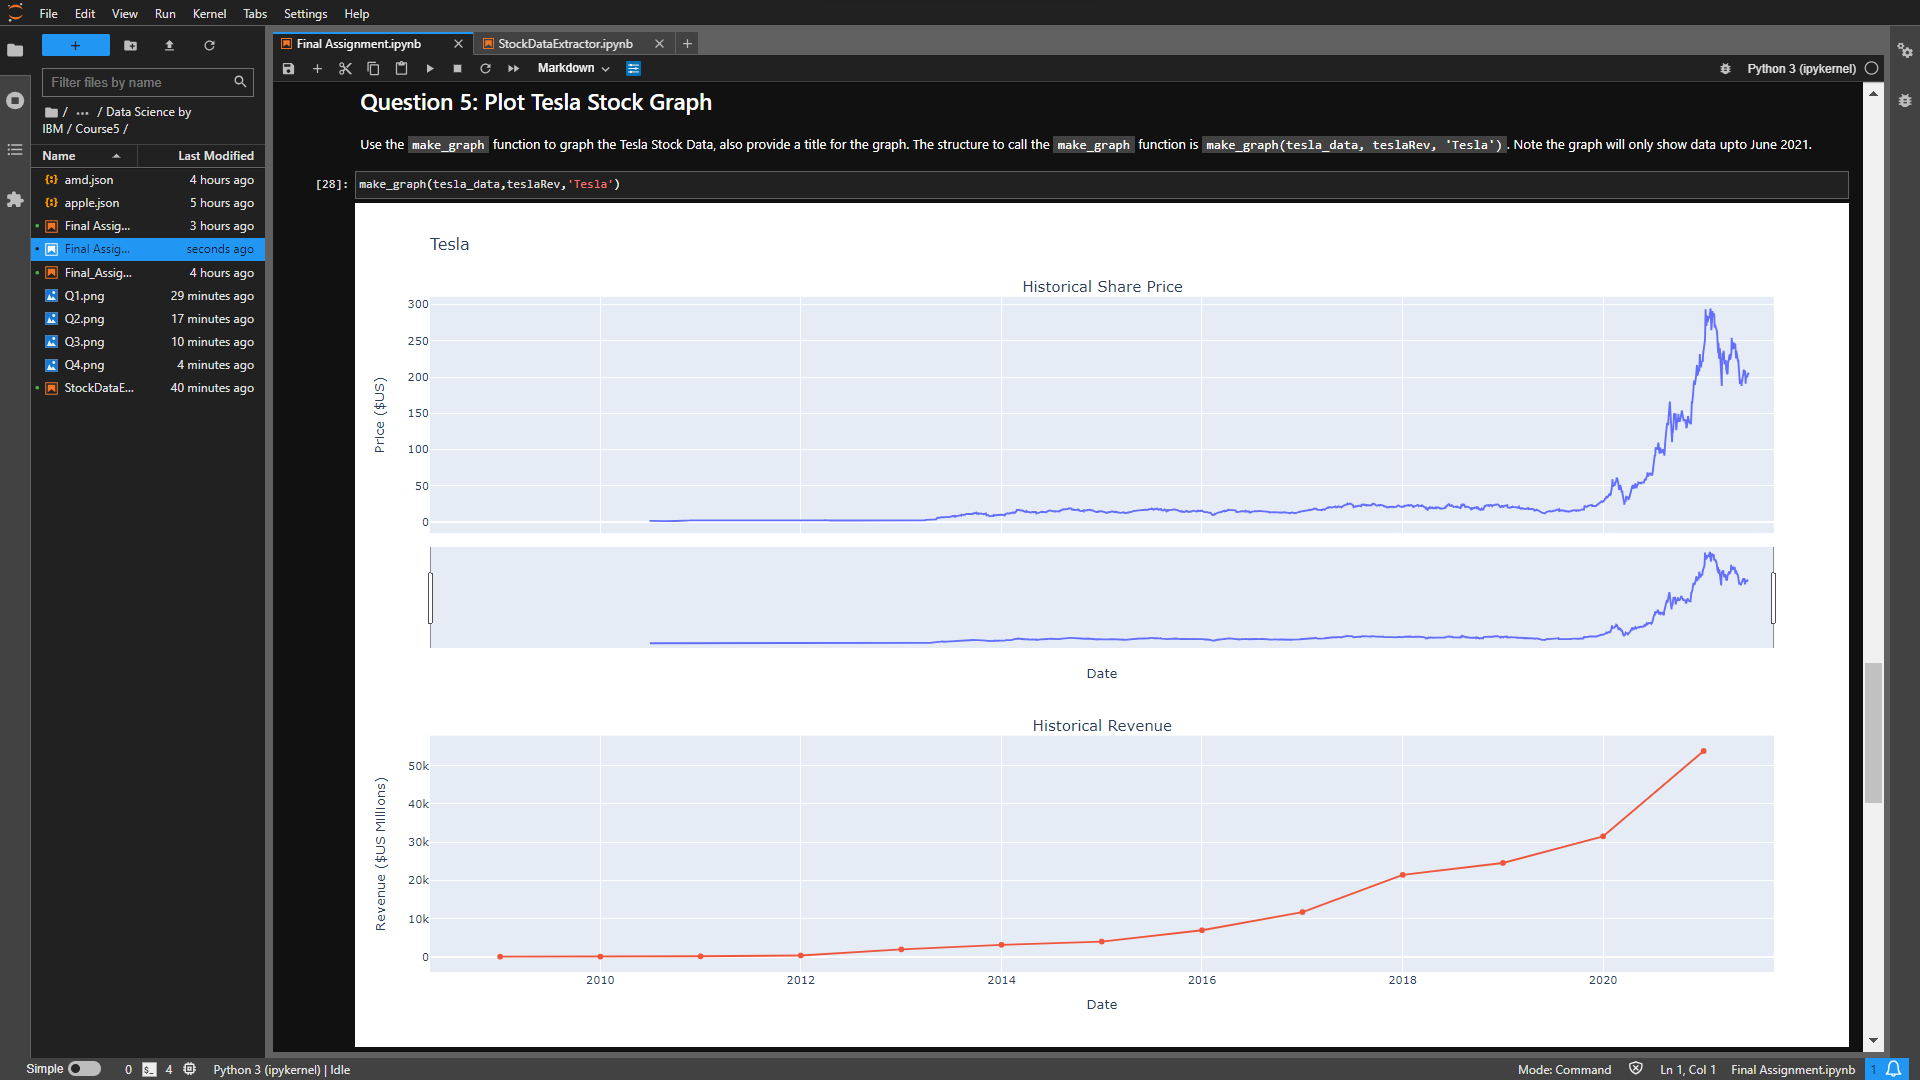 File Edit View Run Kernel Tabs Settings Help
+
Filter files by name
/ ... / Data Science by
IBM / Course5 /
Name Last Modified
amd.json 4 hours ago
apple.json 5 hours ago
Final Assig... 3 hours ago
Final Assig... seconds ago
Final_Assig... 4 hours ago
Q1.png 29 minutes ago
Q2.png 17 minutes ago
Q3.png 10 minutes ago
Q4.png 4 minutes ago
StockDataE... 40 minutes ago
Final Assignment.ipynb StockDataExtractor.ipynb
Markdown Python 3 (ipykernel)
Question 5: Plot Tesla Stock Graph
Use the make_graph function to graph the Tesla Stock Data, also provide a title for the graph. The structure to call the make_graph function is make_graph(tesla_data, teslaRev, 'Tesla') . Note the graph will only show data upto June 2021.
[28]: make_graph(tesla_data,teslaRev,'Tesla')
Tesla
Historical Share Price
Price ($US)
300
250
200
150
100
50
0
Date
Historical Revenue
Revenue ($US Millions)
50k
40k
30k
20k
10k
0
2010 2012 2014 2016 2018 2020
Date
Simple 0 $_ 4 Python 3 (ipykernel) | Idle Mode: Command Ln 1, Col 1 Final Assignment.ipynb 1